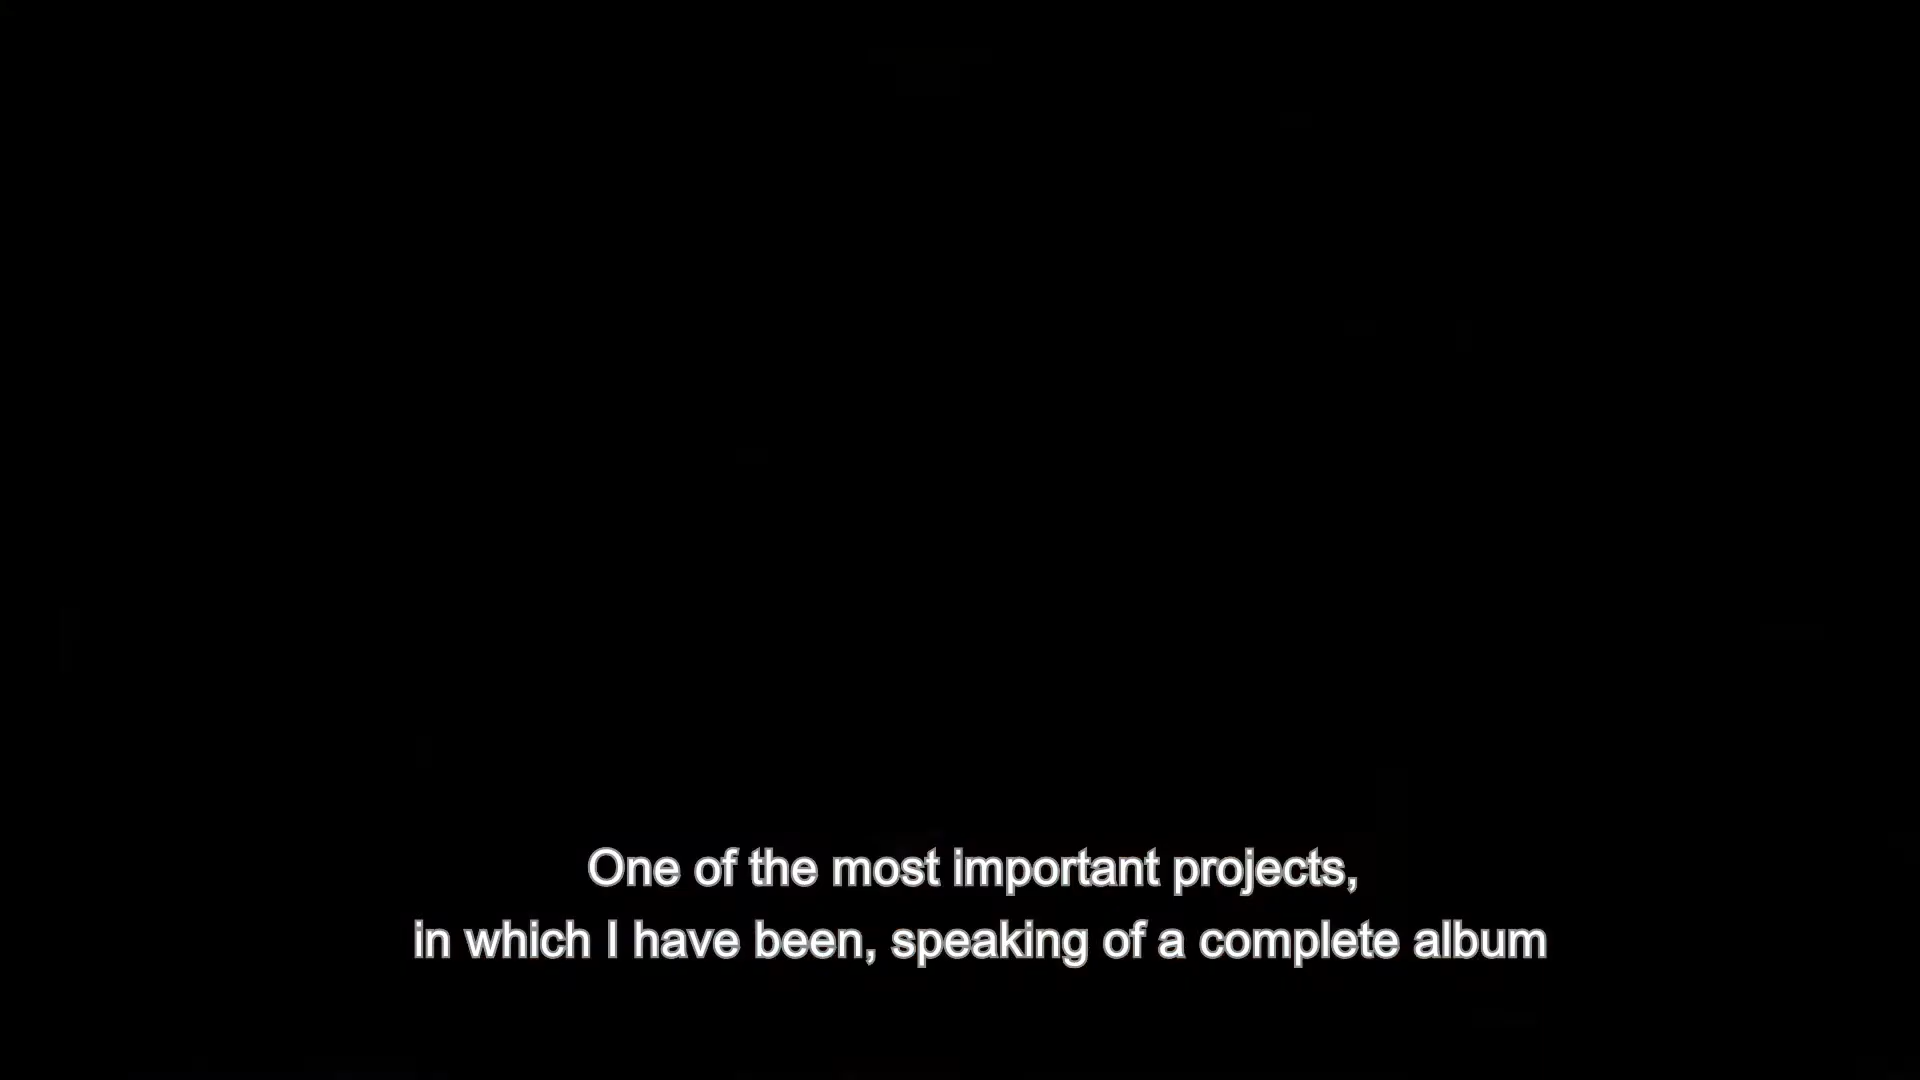 One of the most important projects,
in which I have been, speaking of a complete album